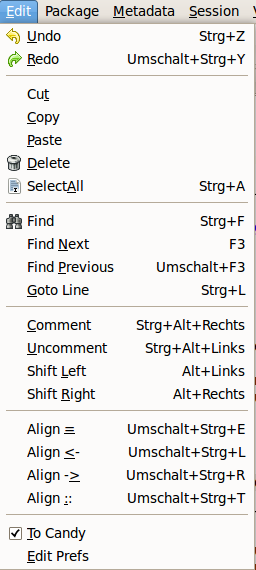 Edit Package Metadata Session
Undo Strg+Z
Redo Umschalt+Strg+Y
Cut
Copy
Paste
Delete
SelectAll Strg+A
Find Strg+F
Find Next F3
Find Previous Umschalt+F3
Goto Line Strg+L
Comment Strg+Alt+Rechts
Uncomment Strg+Alt+Links
Shift Left Alt+Links
Shift Right Alt+Rechts
Align = Umschalt+Strg+E
Align <- Umschalt+Strg+L
Align -> Umschalt+Strg+R
Align :: Umschalt+Strg+T
To Candy
Edit Prefs